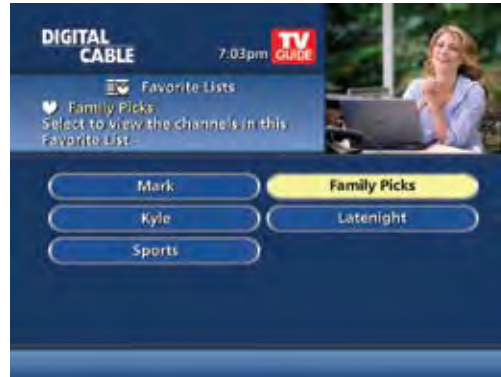 DIGITAL
CABLE
7:03pm
TV
GUIDE
Favorite Lists
Family Picks
Select to view the channels in this
Favorite List
Mark
Family Picks
Kyle
Latenight
Sports